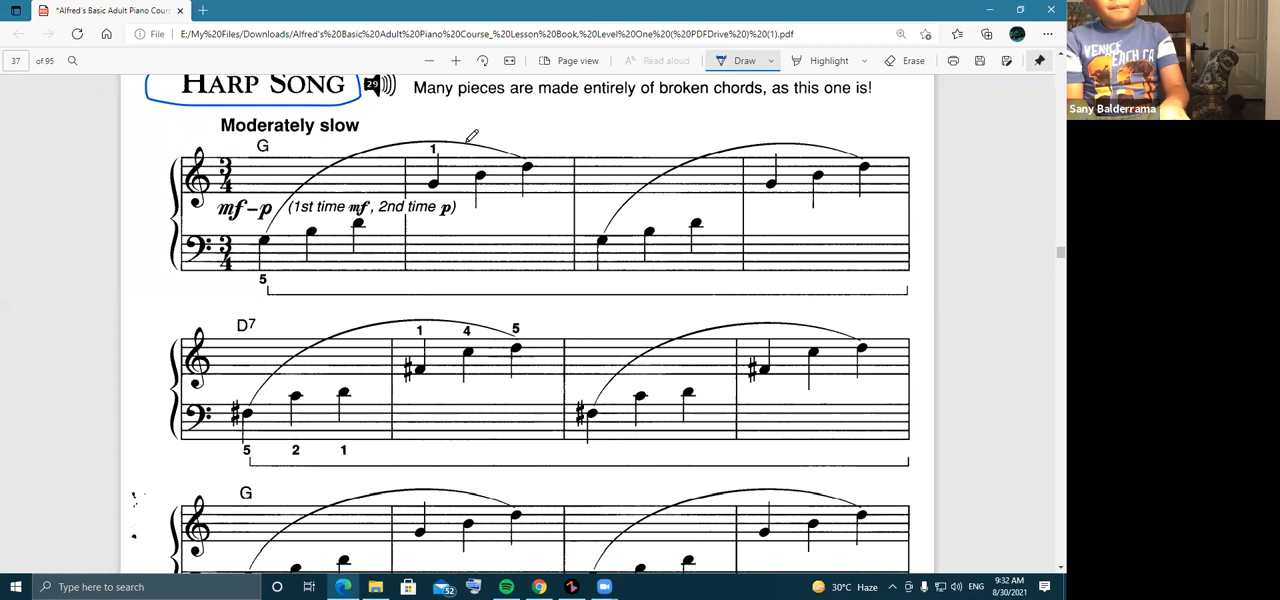 *Alfred's Basic Adult Piano Cour
File
E:/My%20Files/Downloads/Alfred's%20Basic%20Adult%20Piano%20Course_%20Lesson%20Book.%20Level%20One%20(%20PDFDrive%20)%20(1).pdf
37 of 95
Page view
Read aloud
Draw
Highlight
Erase
HARP SONG
29
Many pieces are made entirely of broken chords, as this one is!
VENICE
EACH CA
Sany Balderrama
Moderately slow
G
1
3
4
mf-p (1st time mf, 2nd time p)
3
4
5
D7
1 4 5
5 2 1
G
Type here to search
52
30°C Haze
ENG
9:32 AM
8/30/2021